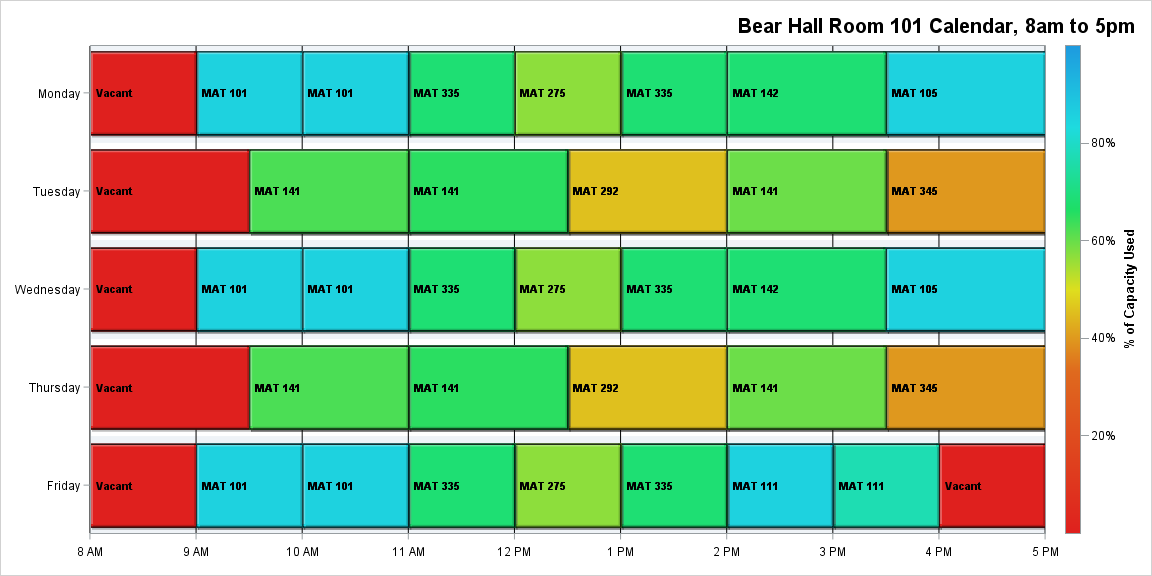 Bear Hall Room 101 Calendar, 8am to 5pm
Monday
Vacant
MAT 101
MAT 101
MAT 335
MAT 275
MAT 335
MAT 142
MAT 105
Tuesday
Vacant
MAT 141
MAT 141
MAT 292
MAT 141
MAT 345
Wednesday
Vacant
MAT 101
MAT 101
MAT 335
MAT 275
MAT 335
MAT 142
MAT 105
Thursday
Vacant
MAT 141
MAT 141
MAT 292
MAT 141
MAT 345
Friday
Vacant
MAT 101
MAT 101
MAT 335
MAT 275
MAT 335
MAT 111
MAT 111
Vacant
8 AM
9 AM
10 AM
11 AM
12 PM
1 PM
2 PM
3 PM
4 PM
5 PM
80%
60%
40%
20%
% of Capacity Used